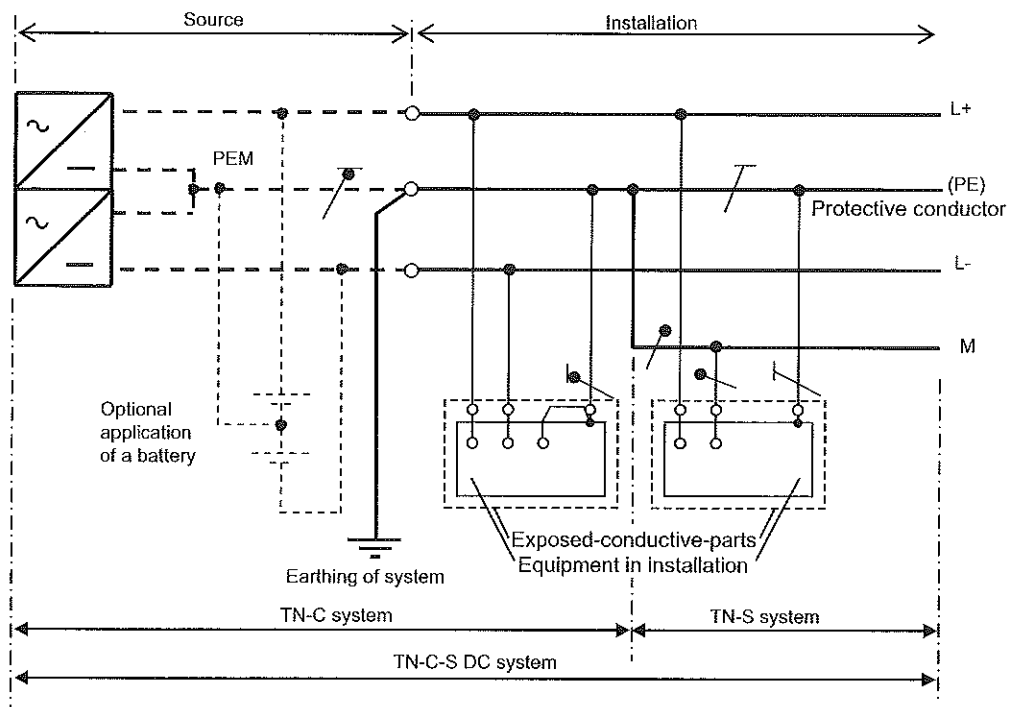 Source
Installation
L+
PEM
(PE)
Protective conductor
L-
M
Optional
application
of a battery
Exposed-conductive-parts
Equipment in installation
Earthing of system
TN-C system
TN-S system
TN-C-S DC system